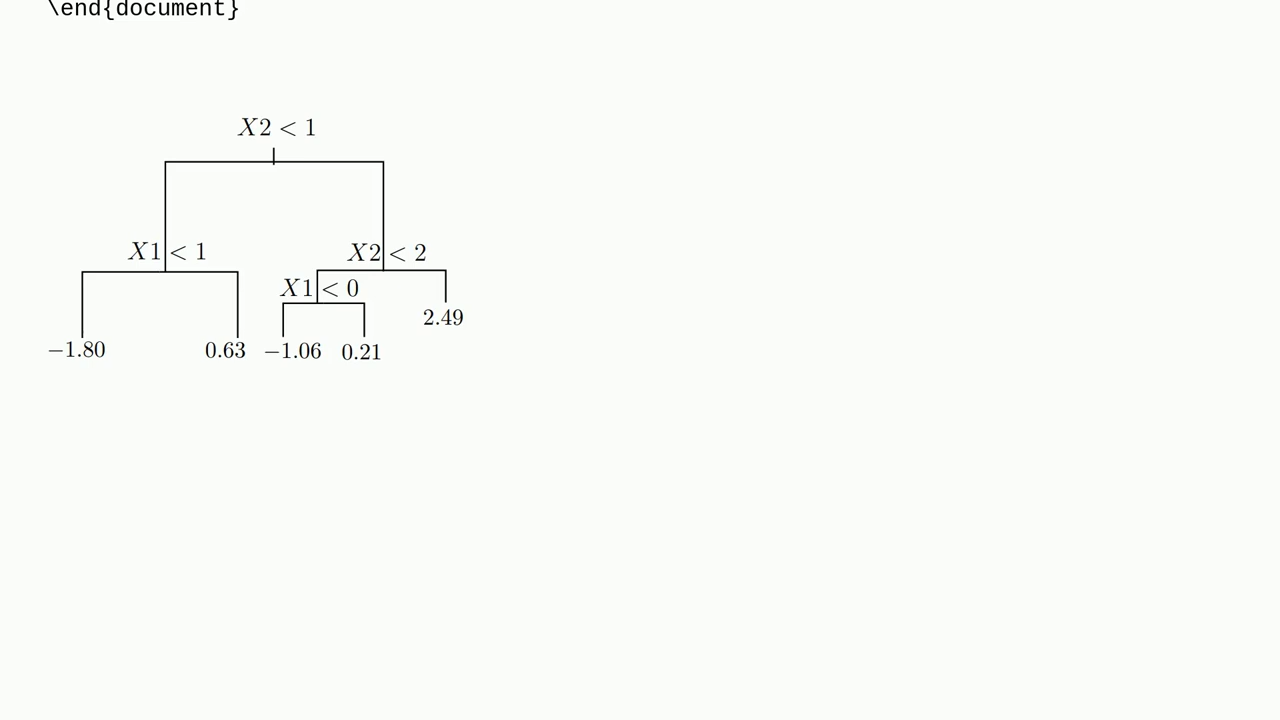 \end{document}
X2 < 1
X1 < 1
X2 < 2
X1 < 0
2.49
−1.80
0.63
−1.06
0.21